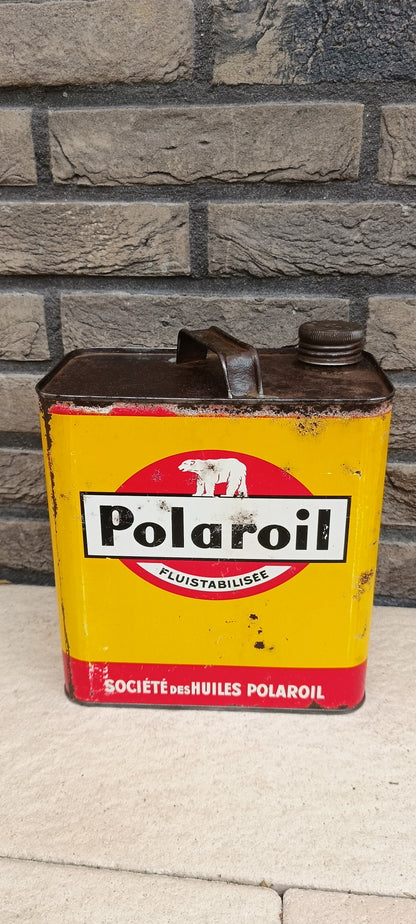 Polaroil
FLUISTABILISÉE
SOCIÉTÉ DES HUILES POLAROIL